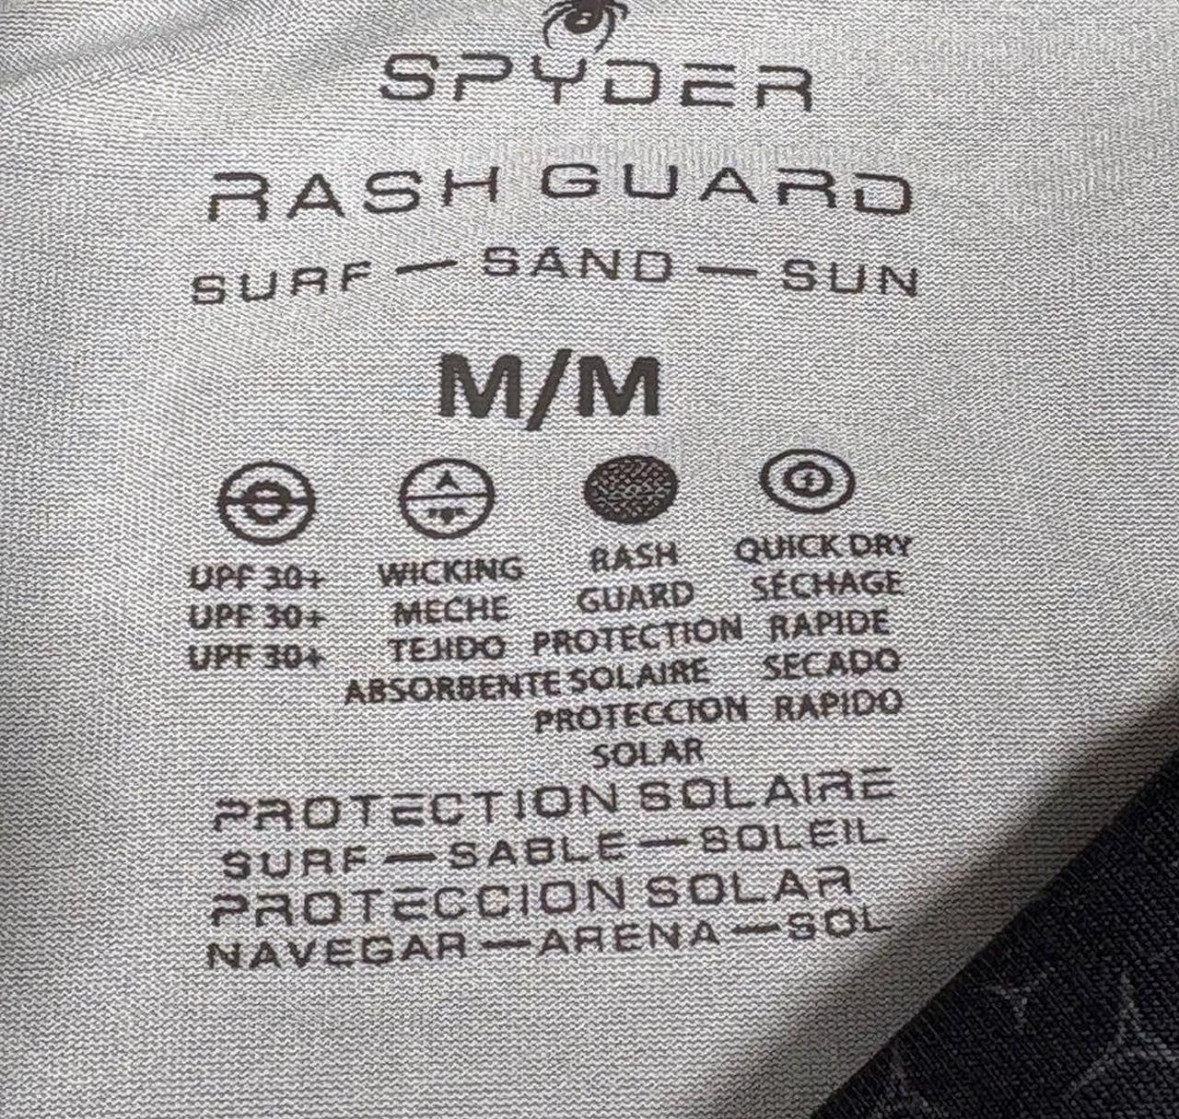 SPYDER
RASH GUARD
SURF — SAND — SUN
M/M
UPF 30+
UPF 30+
UPF 30+
WICKING
MECHE
TEJIDO
ABSORBENTE
RASH
GUARD
PROTECTION
SOLAIRE
PROTECCION
SOLAR
QUICK DRY
SÉCHAGE
RAPIDE
SECADO
RAPIDO
PROTECTION SOLAIRE
SURF — SABLE — SOLEIL
PROTECCION SOLAR
NAVEGAR — ARENA — SOL